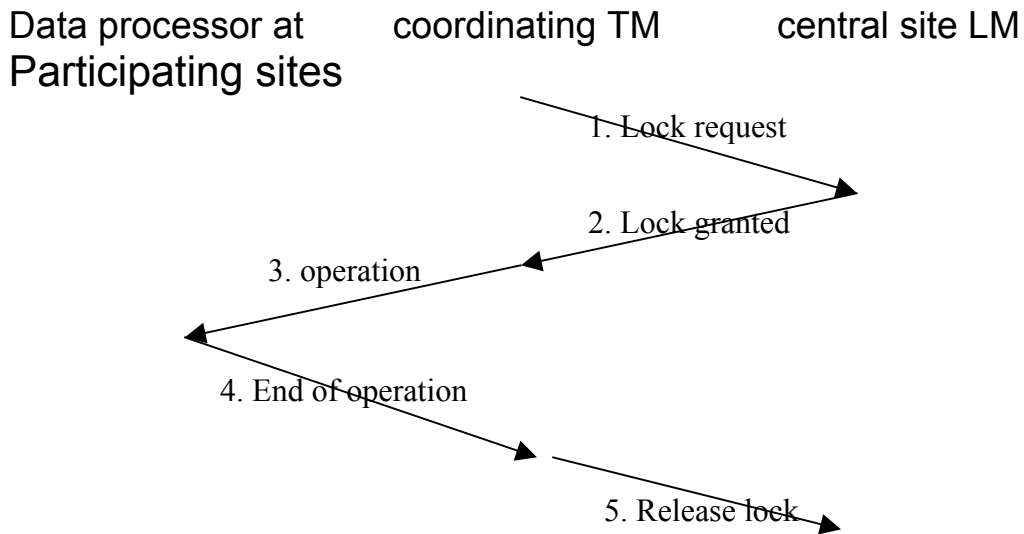 Data processor at coordinating TM central site LM
Participating sites
1. Lock request
2. Lock granted
3. operation
4. End of operation
5. Release lock